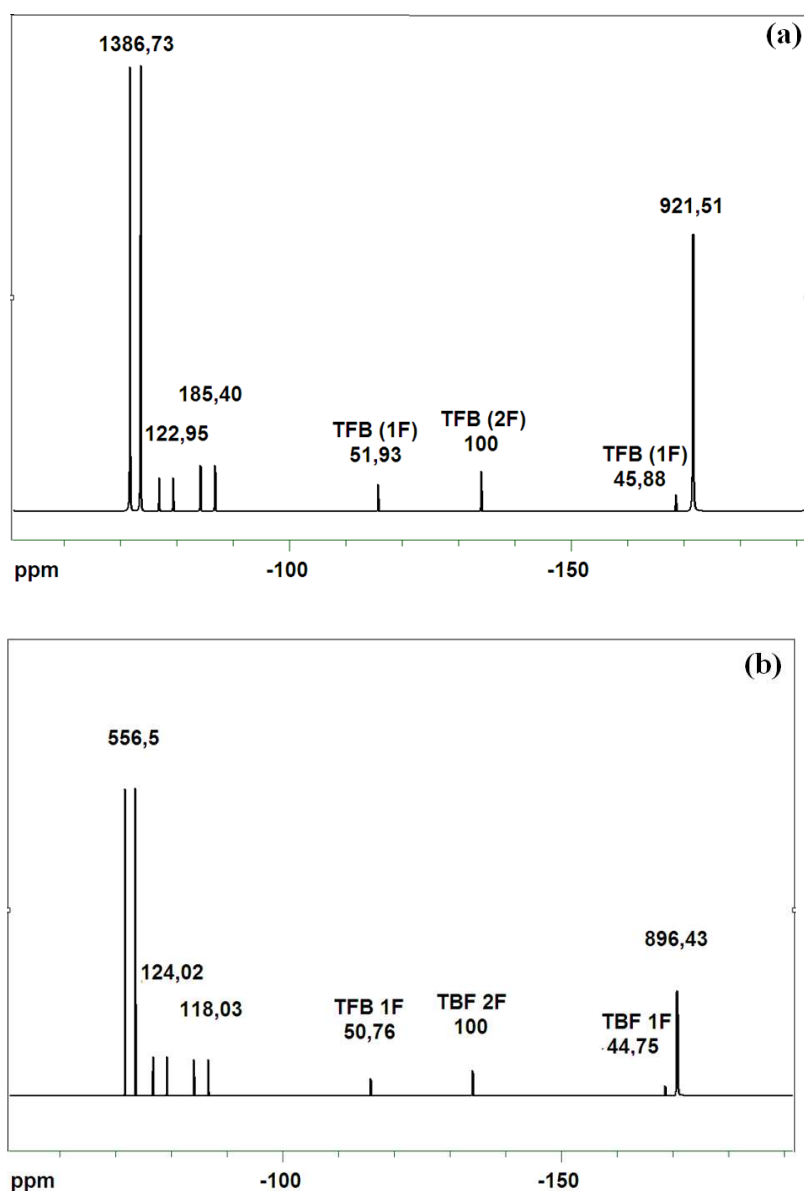 (a)
1386,73
921,51
185,40
122,95
TFB (1F)
51,93
TFB (2F)
100
TFB (1F)
45,88
ppm
-100
-150
(b)
556,5
896,43
124,02
118,03
TFB 1F
50,76
TBF 2F
100
TBF 1F
44,75
ppm
-100
-150